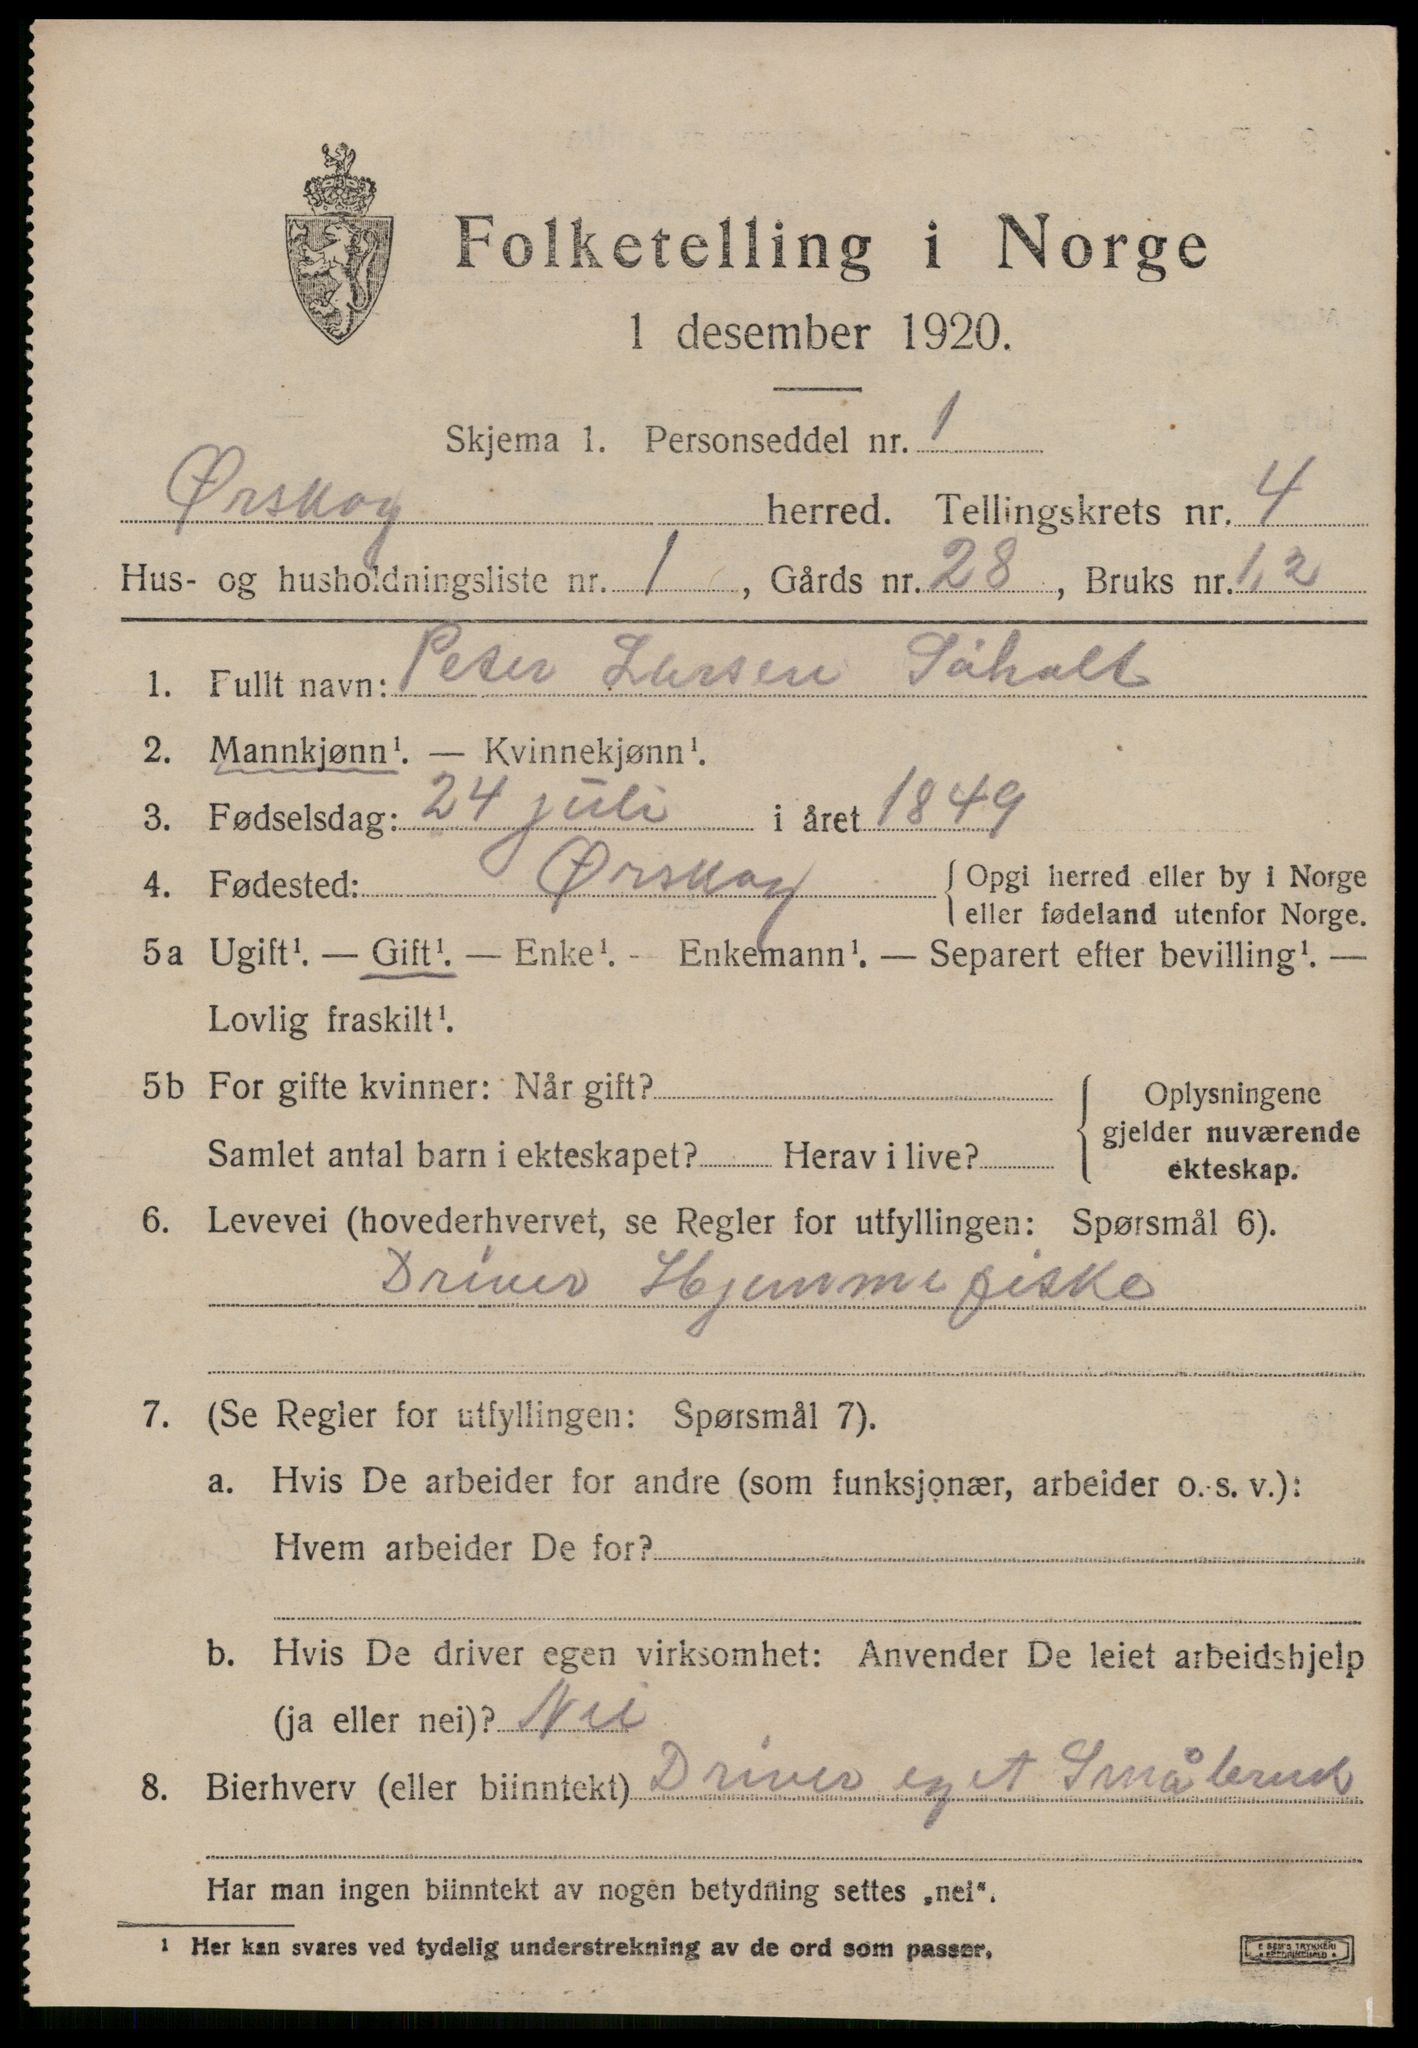 Folketelling i Norge
1 desember 1920.
Skjema 1. Personseddel nr. 1
Ørskog herred. Tellingskrets nr. 4
Hus- og husholdningsliste nr. 1, Gårds nr. 28, Bruks nr. 1,2
1. Fullt navn: Peter Larsen Søholt
2. Mannkjønn¹. — Kvinnekjønn¹.
3. Fødselsdag: 24 juli i året 1849
4. Fødested: Ørskog { Opgi herred eller by i Norge
eller fødeland utenfor Norge.
5a Ugift¹. — Gift¹. — Enke¹. - Enkemann¹. — Separert efter bevilling¹. —
Lovlig fraskilt¹.
5b For gifte kvinner: Når gift? { Oplysningene
gjelder nuværende
Samlet antal barn i ekteskapet? Herav i live? ekteskap.
6. Levevei (hovederhvervet, se Regler for utfyllingen: Spørsmål 6).
Driver Hjemmefiske
7. (Se Regler for utfyllingen: Spørsmål 7).
a. Hvis De arbeider for andre (som funksjonær, arbeider o. s. v.):
Hvem arbeider De for?
b. Hvis De driver egen virksomhet: Anvender De leiet arbeidshjelp
(ja eller nei)? Nei
8. Bierhverv (eller biinntekt) Driver eget Småbruk
Har man ingen biinntekt av nogen betydning settes „nei“.
¹ Her kan svares ved tydelig understrekning av de ord som passer.
E SEM'S TRYKKERI
FREDRIKSHALD